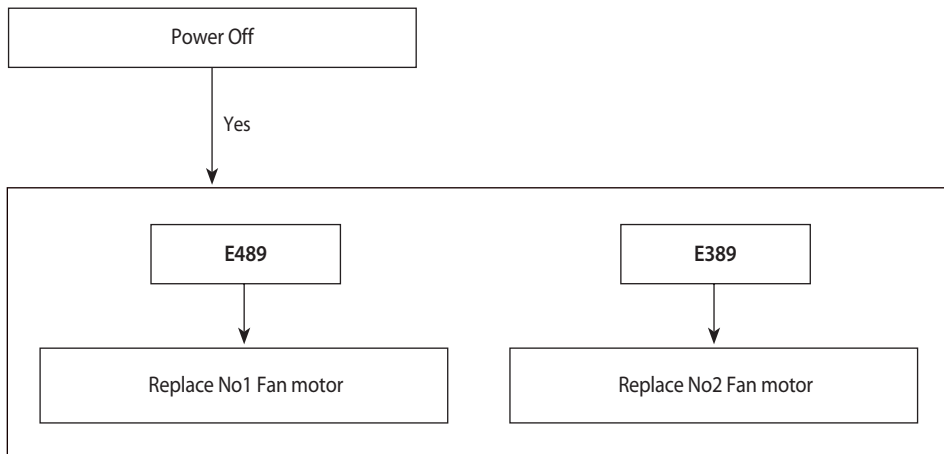 Power Off
Yes
E489
E389
Replace No1 Fan motor
Replace No2 Fan motor